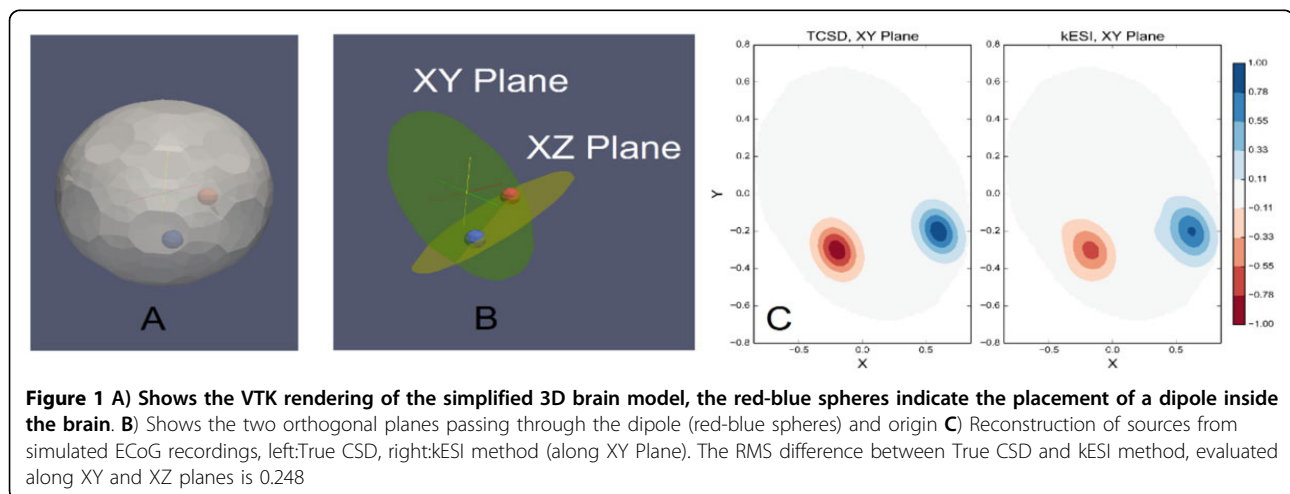 A
XY Plane
XZ Plane
B
TCSD, XY Plane
0.8
0.6
0.4
0.2
0.0
−0.2
−0.4
−0.6
−0.8
Y
−0.5
0.0
0.5
X
C
kESI, XY Plane
0.8
0.6
0.4
0.2
0.0
−0.2
−0.4
−0.6
−0.8
−0.5
0.0
0.5
X
1.00
0.78
0.55
0.33
0.11
−0.11
−0.33
−0.55
−0.78
−1.00
Figure 1 A) Shows the VTK rendering of the simplified 3D brain model, the red-blue spheres indicate the placement of a dipole inside
the brain. B) Shows the two orthogonal planes passing through the dipole (red-blue spheres) and origin C) Reconstruction of sources from
simulated ECoG recordings, left:True CSD, right:kESI method (along XY Plane). The RMS difference between True CSD and kESI method, evaluated
along XY and XZ planes is 0.248